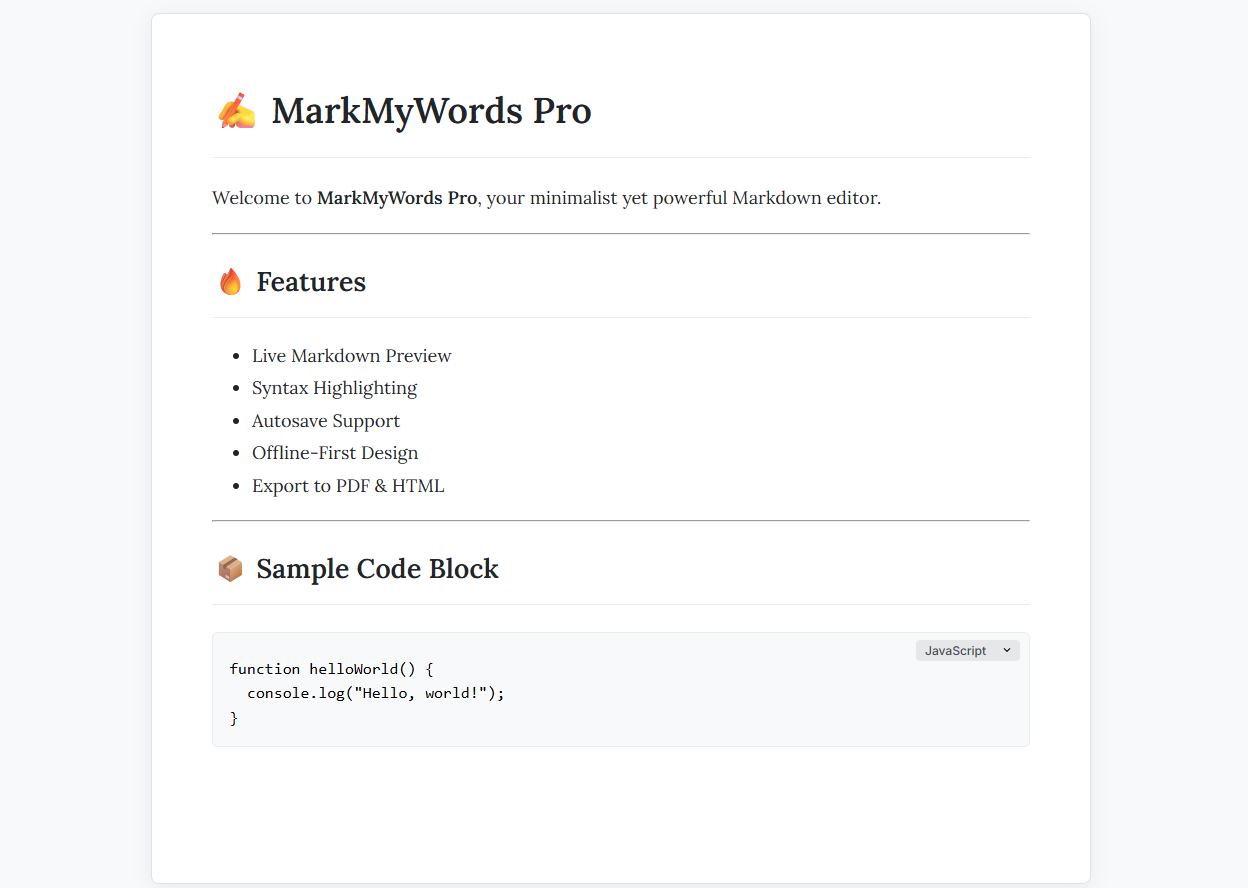 ✍️ MarkMyWords Pro
Welcome to MarkMyWords Pro, your minimalist yet powerful Markdown editor.
🔥 Features
• Live Markdown Preview
• Syntax Highlighting
• Autosave Support
• Offline-First Design
• Export to PDF & HTML
📦 Sample Code Block
JavaScript
function helloWorld() {
  console.log("Hello, world!");
}